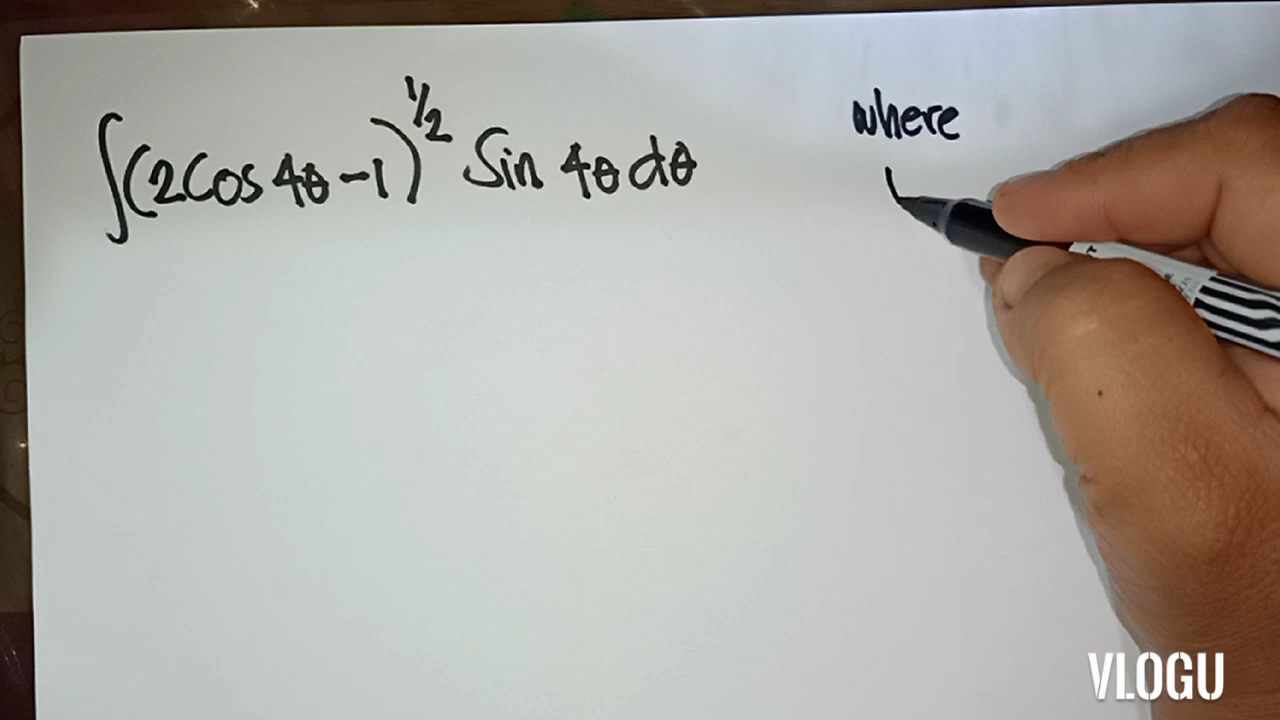 ∫(2cos 4θ -1)^1/2 Sin 4θ dθ
where
VLOGU